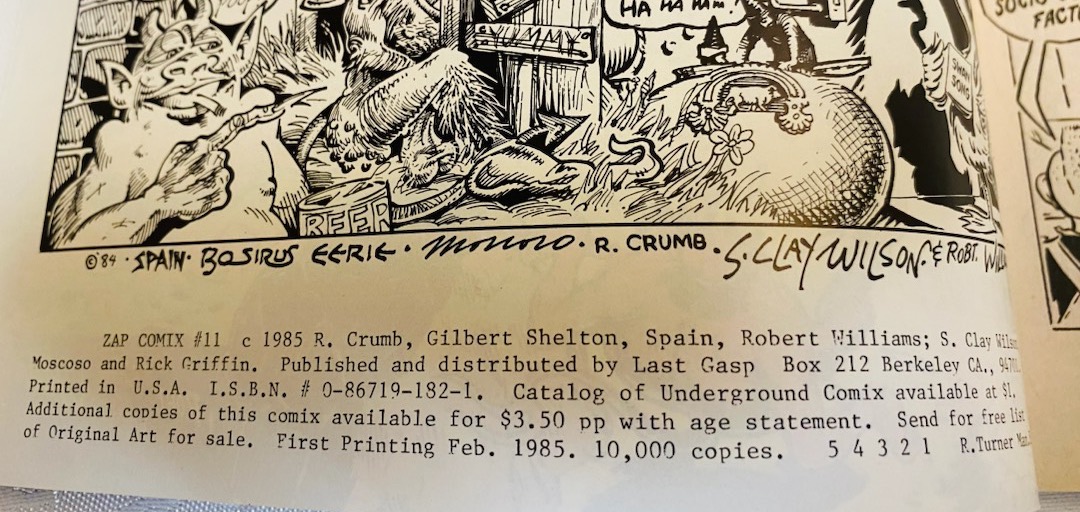 HA HA
SOCIO
FACT
YUMMY
BEER
©'84 · SPAIN · BOSIRUS EERIE · MOSCOSO · R. CRUMB · S. CLAY WILSON · & ROBT.
ZAP COMIX #11 c 1985 R. Crumb, Gilbert Shelton, Spain, Robert Williams; S. Clay Wils
Moscoso and Rick Griffin. Published and distributed by Last Gasp Box 212 Berkeley CA.,
Printed in U.S.A. I.S.B.N. # 0-86719-182-1. Catalog of Underground Comix available at $1.
Additional copies of this comix available for $3.50 pp with age statement. Send for free list
of Original Art for sale. First Printing Feb. 1985. 10,000 copies. 5 4 3 2 1 R.Turner